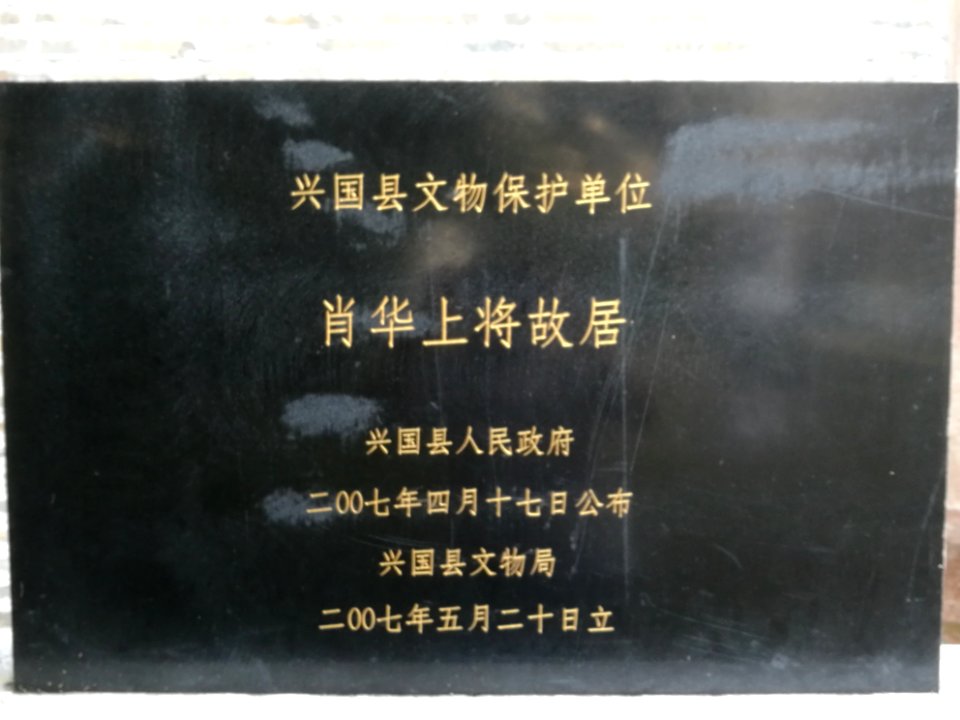 兴国县文物保护单位
肖华上将故居
兴国县人民政府
二00七年四月十七日公布
兴国县文物局
二00七年五月二十日立